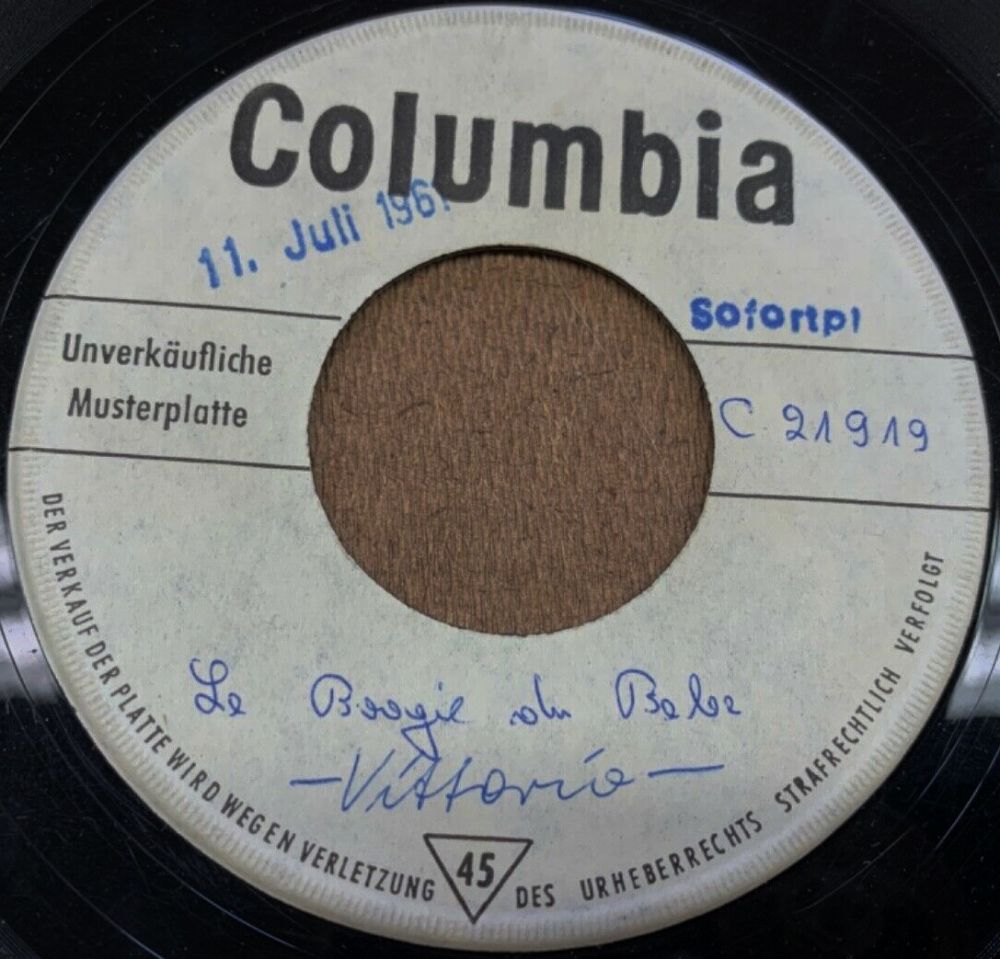 Columbia
11. Juli 196
Sofortpl
Unverkäufliche
Musterplatte
C 21919
Le Boogie du Bebe
-Vittorio-
45
DER VERKAUF DER PLATTE WIRD WEGEN VERLETZUNG DES URHEBERRECHTS STRAFRECHTLICH VERFOLGT